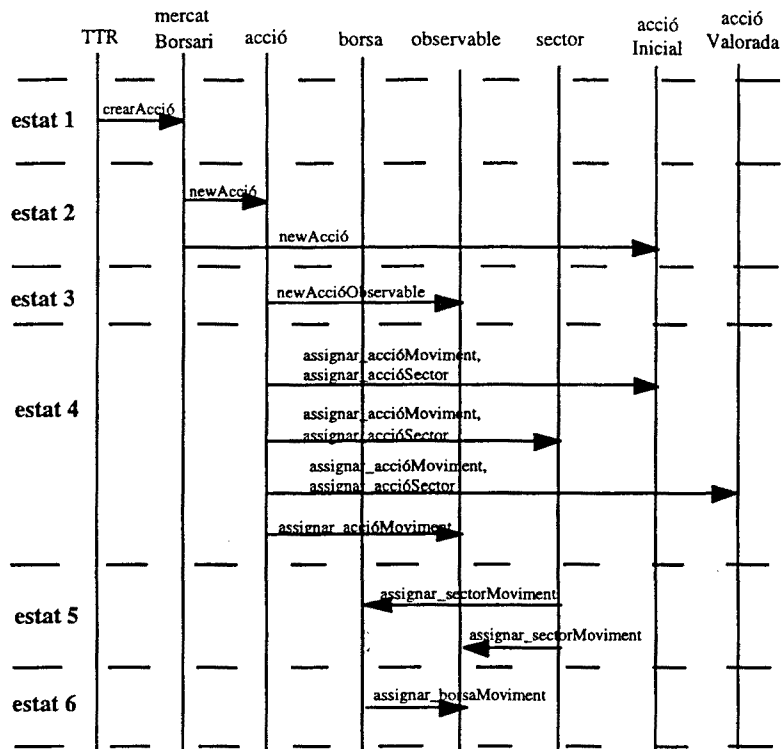 TTR
mercat
Borsari
acció
borsa
observable
sector
acció
Inicial
acció
Valorada
estat 1
crearAcció
estat 2
newAcció
newAcció
estat 3
newAccióObservable
estat 4
assignar_accióMoviment,
assignar_accióSector
assignar_accióMoviment,
assignar_accióSector
assignar_accióMoviment,
assignar_accióSector
assignar_accióMoviment
estat 5
assignar_sectorMoviment
assignar_sectorMoviment
estat 6
assignar_borsaMoviment